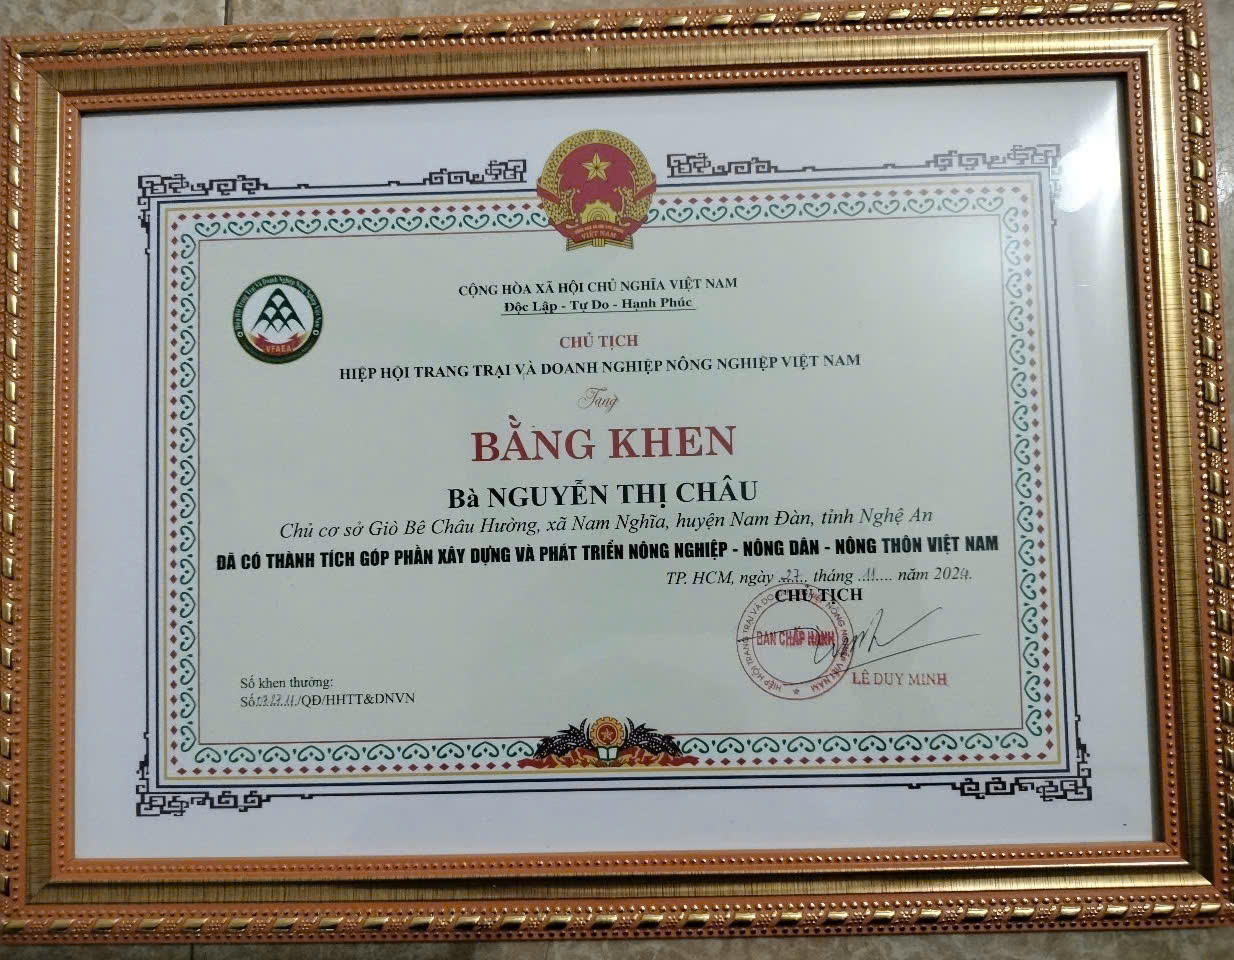 VIỆT NAM
VFAEA
CỘNG HÒA XÃ HỘI CHỦ NGHĨA VIỆT NAM
Độc Lập - Tự Do - Hạnh Phúc
CHỦ TỊCH
HIỆP HỘI TRANG TRẠI VÀ DOANH NGHIỆP NÔNG NGHIỆP VIỆT NAM
Tặng
BẰNG KHEN
Bà NGUYỄN THỊ CHÂU
Chủ cơ sở Giò Bê Châu Hường, xã Nam Nghĩa, huyện Nam Đàn, tỉnh Nghệ An
ĐÃ CÓ THÀNH TÍCH GÓP PHẦN XÂY DỰNG VÀ PHÁT TRIỂN NÔNG NGHIỆP - NÔNG DÂN - NÔNG THÔN VIỆT NAM
TP. HCM, ngày 27 tháng 11 năm 2024.
CHỦ TỊCH
BAN CHẤP HÀNH
LÊ DUY MINH
Số khen thưởng:
Số: /QĐ/HHTT&DNVN